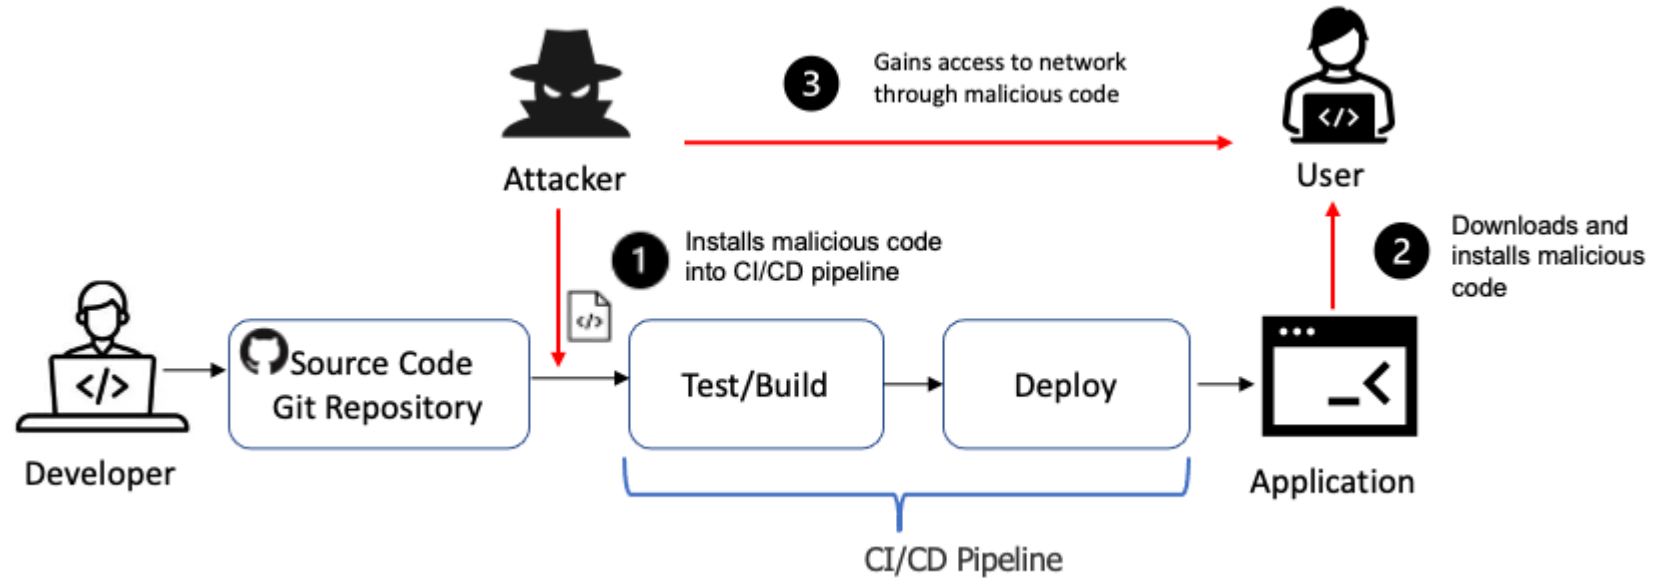 3
Gains access to network
through malicious code
</>
Attacker
User
1
Installs malicious code
into CI/CD pipeline
2
Downloads and
installs malicious
code
</>
</>
Source Code
Git Repository
Test/Build
Deploy
Developer
Application
CI/CD Pipeline